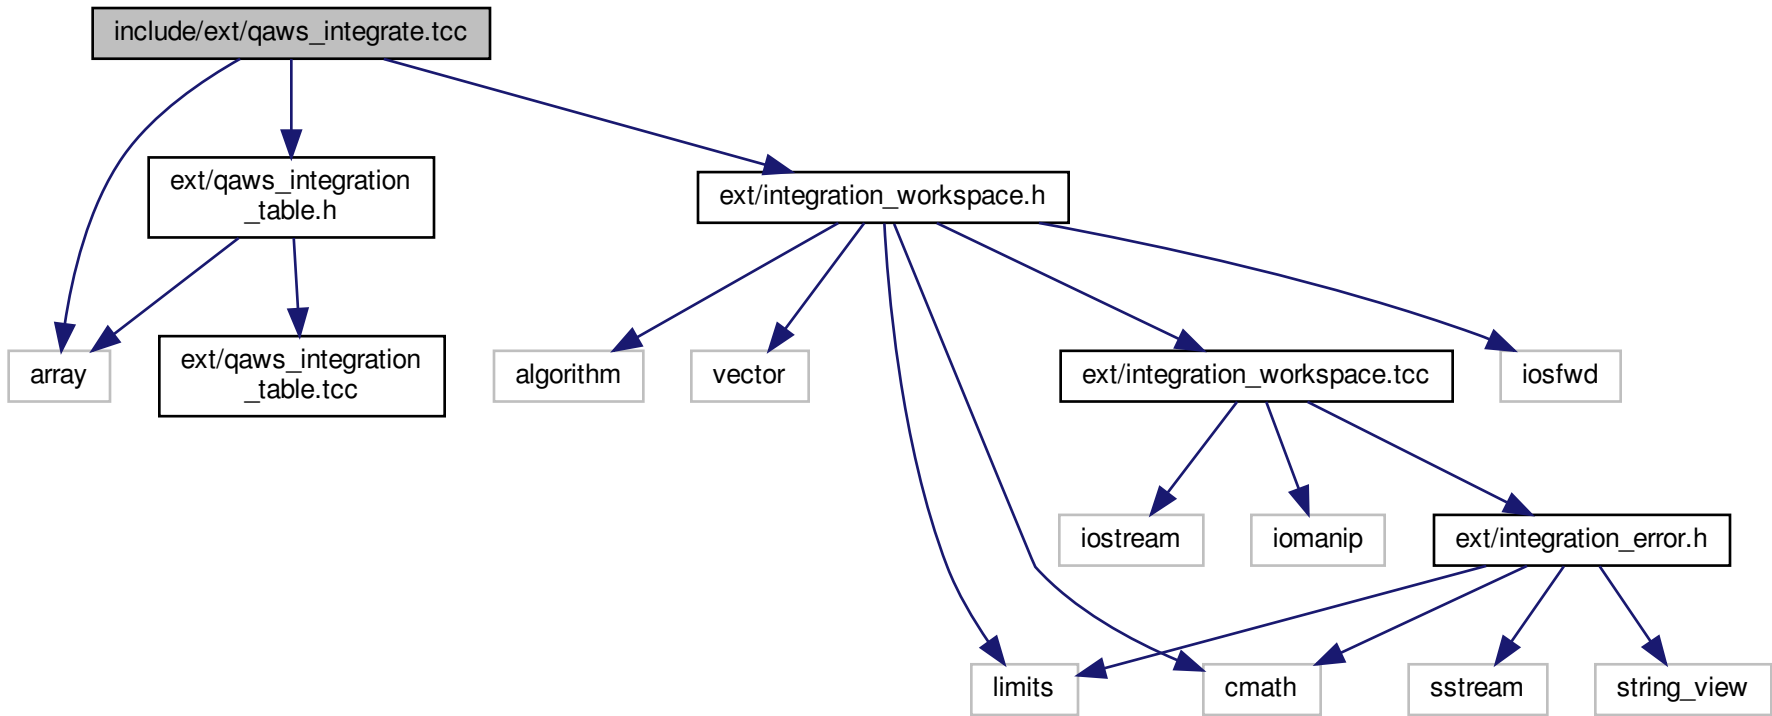 include/ext/qaws_integrate.tcc
ext/qaws_integration
_table.h
ext/integration_workspace.h
array
ext/qaws_integration
_table.tcc
algorithm
vector
ext/integration_workspace.tcc
iosfwd
iostream
iomanip
ext/integration_error.h
limits
cmath
sstream
string_view